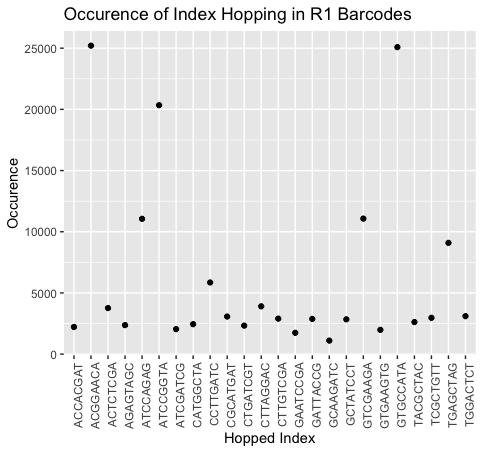 Occurence of Index Hopping in R1 Barcodes
25000
20000
15000
10000
5000
0
Occurence
ACCACGAT
ACGGAACA
ACTCTCGA
AGAGTAGC
ATCCAGAG
ATCCGGTA
ATCGATCG
CATGGCTA
CCTTGATC
CGCATGAT
CTGATCGT
CTTAGGAC
CTTGTCGA
GAATCCGA
GATTACCG
GCAAGATC
GCTATCCT
GTCGAAGA
GTGAAGTG
GTGCCATA
TACGCTAC
TCGCTGTT
TGAGCTAG
TGGACTCT
Hopped Index